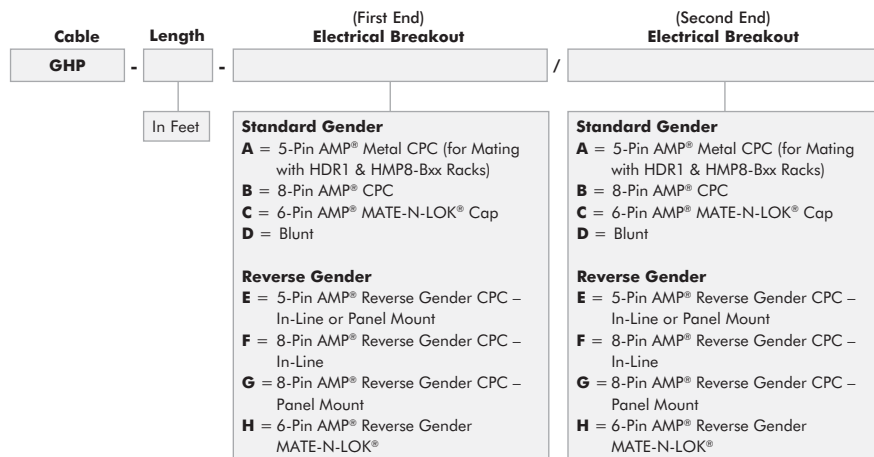 (First End)
(Second End)
Cable
Length
Electrical Breakout
Electrical Breakout
GHP - - /
In Feet
Standard Gender
A = 5-Pin AMP® Metal CPC (for Mating
with HDR1 & HMP8-Bxx Racks)
B = 8-Pin AMP® CPC
C = 6-Pin AMP® MATE-N-LOK® Cap
D = Blunt
Reverse Gender
E = 5-Pin AMP® Reverse Gender CPC –
In-Line or Panel Mount
F = 8-Pin AMP® Reverse Gender CPC –
In-Line
G = 8-Pin AMP® Reverse Gender CPC –
Panel Mount
H = 6-Pin AMP® Reverse Gender
MATE-N-LOK®
Standard Gender
A = 5-Pin AMP® Metal CPC (for Mating
with HDR1 & HMP8-Bxx Racks)
B = 8-Pin AMP® CPC
C = 6-Pin AMP® MATE-N-LOK® Cap
D = Blunt
Reverse Gender
E = 5-Pin AMP® Reverse Gender CPC –
In-Line or Panel Mount
F = 8-Pin AMP® Reverse Gender CPC –
In-Line
G = 8-Pin AMP® Reverse Gender CPC –
Panel Mount
H = 6-Pin AMP® Reverse Gender
MATE-N-LOK®